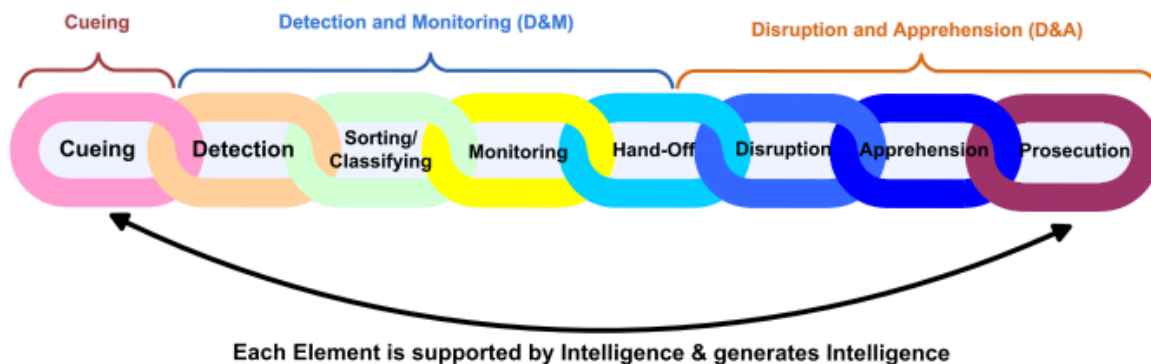 Cueing
Detection and Monitoring (D&M)
Disruption and Apprehension (D&A)
Cueing
Detection
Sorting/
Classifying
Monitoring
Hand-Off
Disruption
Apprehension
Prosecution
Each Element is supported by Intelligence & generates Intelligence